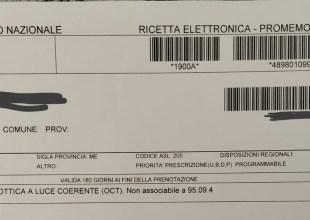 O NAZIONALE RICETTA ELETTRONICA - PROMEMO
*1900A* *489801099
COMUNE: PROV:
SIGLA PROVINCIA: ME CODICE ASL: 205 DISPOSIZIONI REGIONALI:
ALTRO PRIORITA' PRESCRIZIONE(U,B,D,P) PROGRAMMABILE
VALIDA 180 GIORNI AI FINI DELLA PRENOTAZIONE
OTTICA A LUCE COERENTE (OCT). Non associabile a 95.09.4